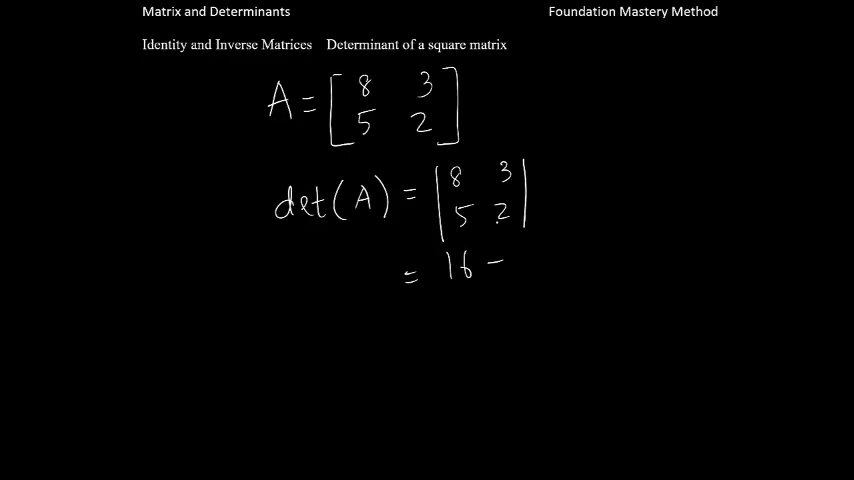 Matrix and Determinants Foundation Mastery Method
Identity and Inverse Matrices Determinant of a square matrix
A = [ 8 3
5 2 ]
det(A) = | 8 3
5 2 |
= 16 −